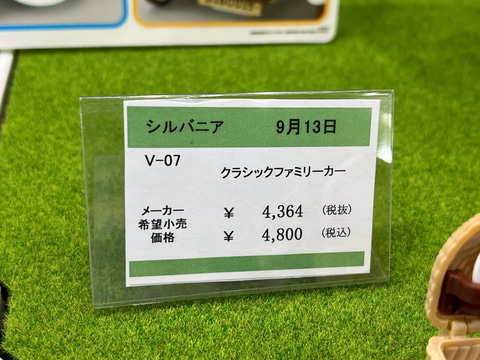 シルバニア 9月13日
V-07
クラシックファミリーカー
メーカー ¥ 4,364 (税抜)
希望小売
価格 ¥ 4,800 (税込)